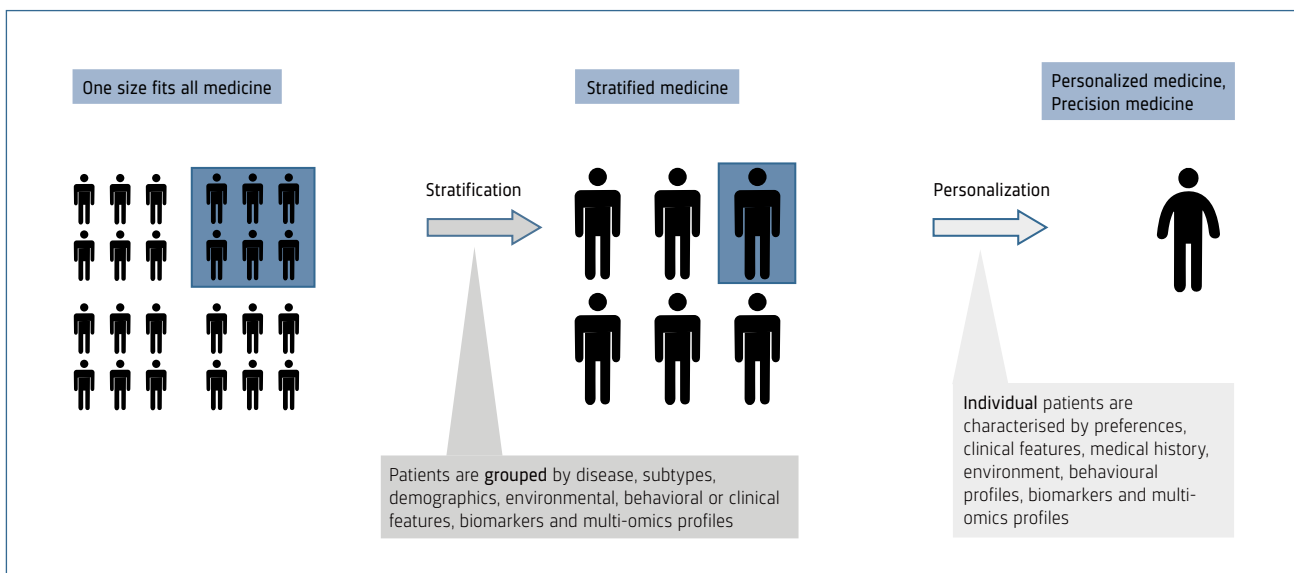 One size fits all medicine
Stratified medicine
Personalized medicine,
Precision medicine
Stratification
Personalization
Patients are grouped by disease, subtypes,
demographics, environmental, behavioral or clinical
features, biomarkers and multi-omics profiles
Individual patients are
characterised by preferences,
clinical features, medical history,
environment, behavioural
profiles, biomarkers and multi-
omics profiles